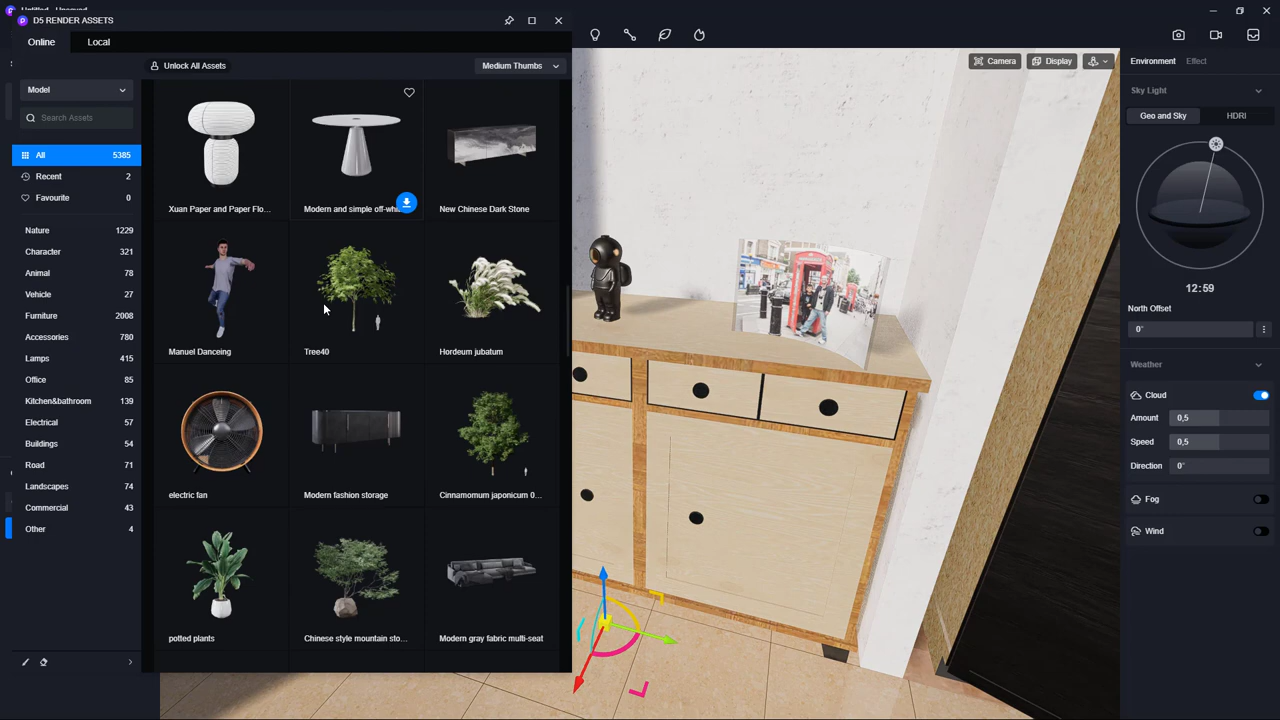 D5 RENDER ASSETS
Online
Local
Unlock All Assets
Medium Thumbs
Model
Search Assets
All 5385
Recent 2
Favourite 0
Nature 1229
Character 321
Animal 78
Vehicle 27
Furniture 2008
Accessories 780
Lamps 415
Office 85
Kitchen&bathroom 139
Electrical 57
Buildings 54
Road 71
Landscapes 74
Commercial 43
Other 4
Xuan Paper and Paper Flo...
Modern and simple off-whi...
New Chinese Dark Stone
Manuel Danceing
Tree40
Hordeum jubatum
electric fan
Modern fashion storage
Cinnamomum japonicum 0...
potted plants
Chinese style mountain sto...
Modern gray fabric multi-seat
Camera
Display
Environment
Effect
Sky Light
Geo and Sky
HDRI
12:59
North Offset
0°
Weather
Cloud
Amount 0,5
Speed 0,5
Direction 0°
Fog
Wind